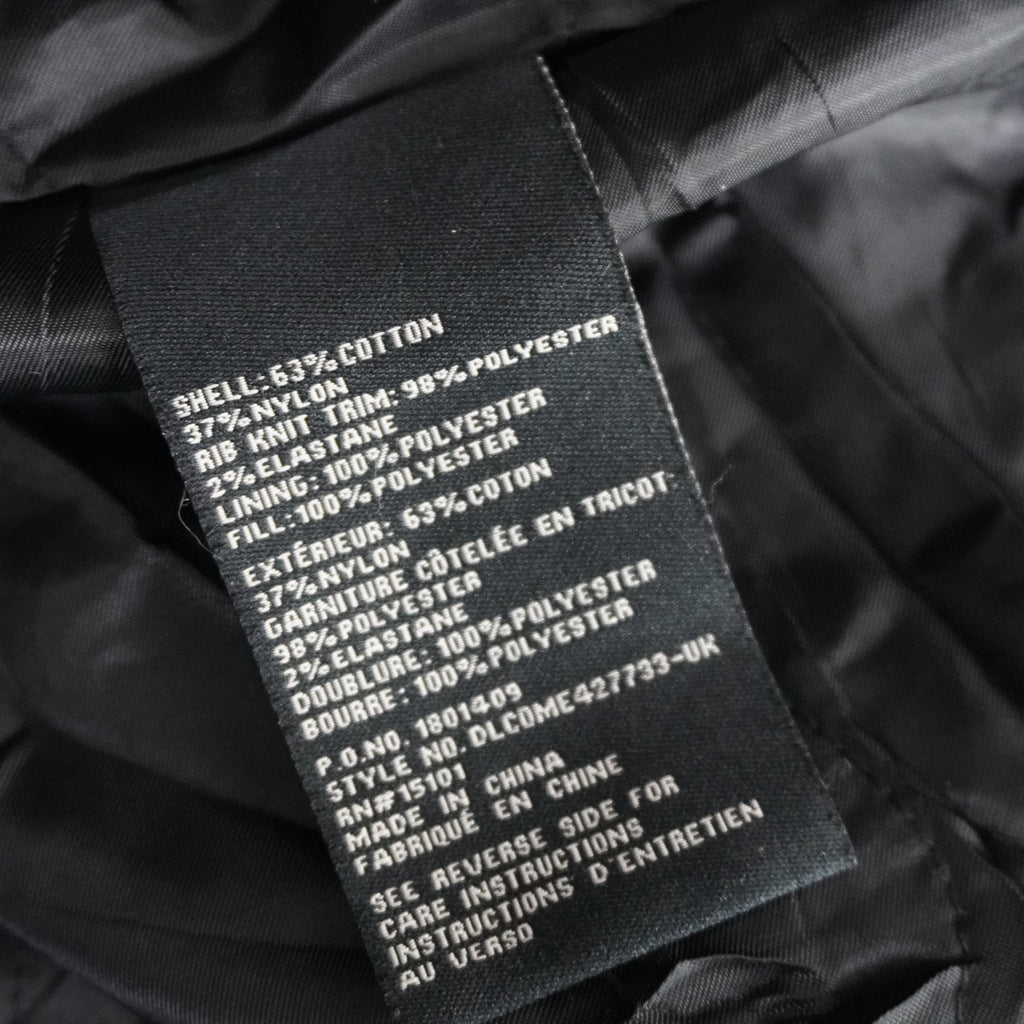 SHELL: 63% COTTON
37% NYLON
RIB KNIT TRIM: 98% POLYESTER
2% ELASTANE
LINING: 100% POLYESTER
FILL: 100% POLYESTER
EXTÉRIEUR: 63% COTON
37% NYLON
GARNITURE CÔTELÉE EN TRICOT:
98% POLYESTER
2% ELASTANE
DOUBLURE: 100% POLYESTER
BOURRE: 100% POLYESTER
P.O.NO. 1801409
STYLE NO. DLCOME427733-UK
RN#15101
MADE IN CHINA
FABRIQUÉ EN CHINE
SEE REVERSE SIDE FOR
CARE INSTRUCTIONS
INSTRUCTIONS D'ENTRETIEN
AU VERSO